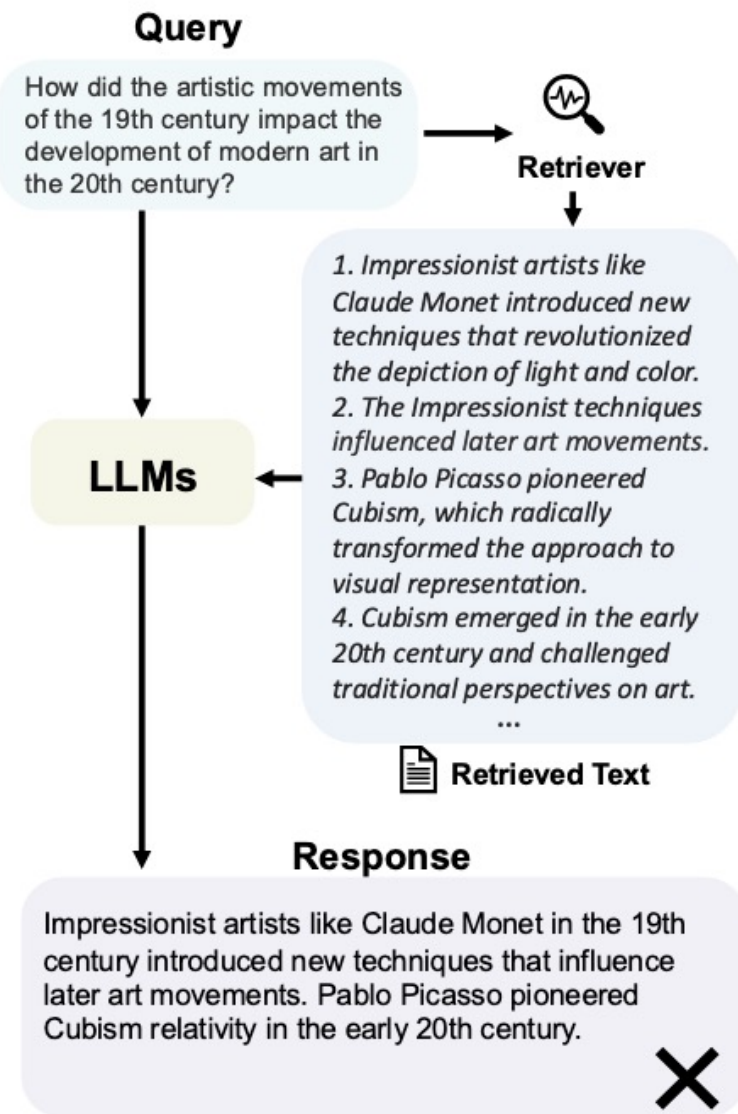 Query
How did the artistic movements
of the 19th century impact the
development of modern art in
the 20th century?
Retriever
1. Impressionist artists like
Claude Monet introduced new
techniques that revolutionized
the depiction of light and color.
2. The Impressionist techniques
influenced later art movements.
3. Pablo Picasso pioneered
Cubism, which radically
transformed the approach to
visual representation.
4. Cubism emerged in the early
20th century and challenged
traditional perspectives on art.
...
Retrieved Text
LLMs
Response
Impressionist artists like Claude Monet in the 19th
century introduced new techniques that influence
later art movements. Pablo Picasso pioneered
Cubism relativity in the early 20th century.